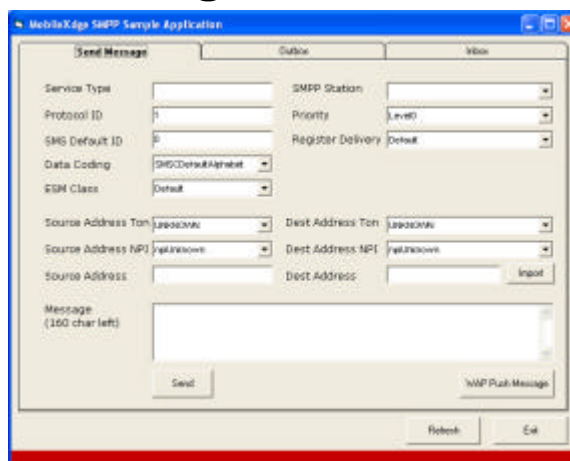 MobileXdge SMPP Sample Application
Send Message Outbox Inbox
Service Type SMPP Station
Protocol ID 1 Priority Level0
SMS Default ID 0 Register Delivery Default
Data Coding SMSCDefaultAlphabet
ESM Class Default
Source Address Ton UNKNOWN Dest Address Ton UNKNOWN
Source Address NPI npiUnknown Dest Address NPI npiUnknown
Source Address Dest Address Import
Message
(160 char left)
Send WAP Push Message
Refresh Exit